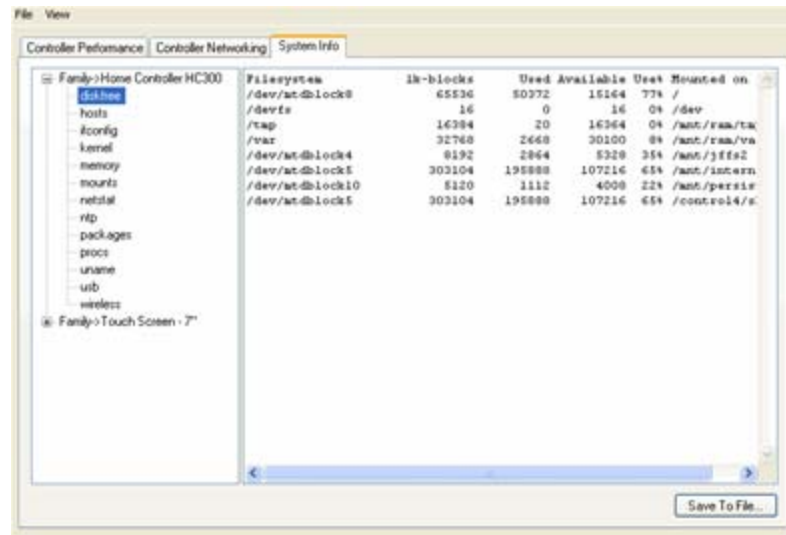 File View
Controller Performance Controller Networking System Info
Family->Home Controller HC300
diskfree
hosts
ifconfig
kernel
memory
mounts
netstat
ntp
packages
procs
uname
usb
wireless
Family->Touch Screen - 7"
Filesystem 1k-blocks Used Available Use% Mounted on
/dev/mtdblock8 65536 50372 15164 77% /
/devfs 16 0 16 0% /dev
/tmp 16384 20 16364 0% /mnt/ram/
/var 32768 2668 30100 8% /mnt/ram/va
/dev/mtdblock4 8192 2864 5328 35% /mnt/jffs2
/dev/mtdblock5 303104 195888 107216 65% /mnt/intern
/dev/mtdblock10 5120 1112 4008 22% /mnt/persis
/dev/mtdblock5 303104 195888 107216 65% /control4/s
Save To File...